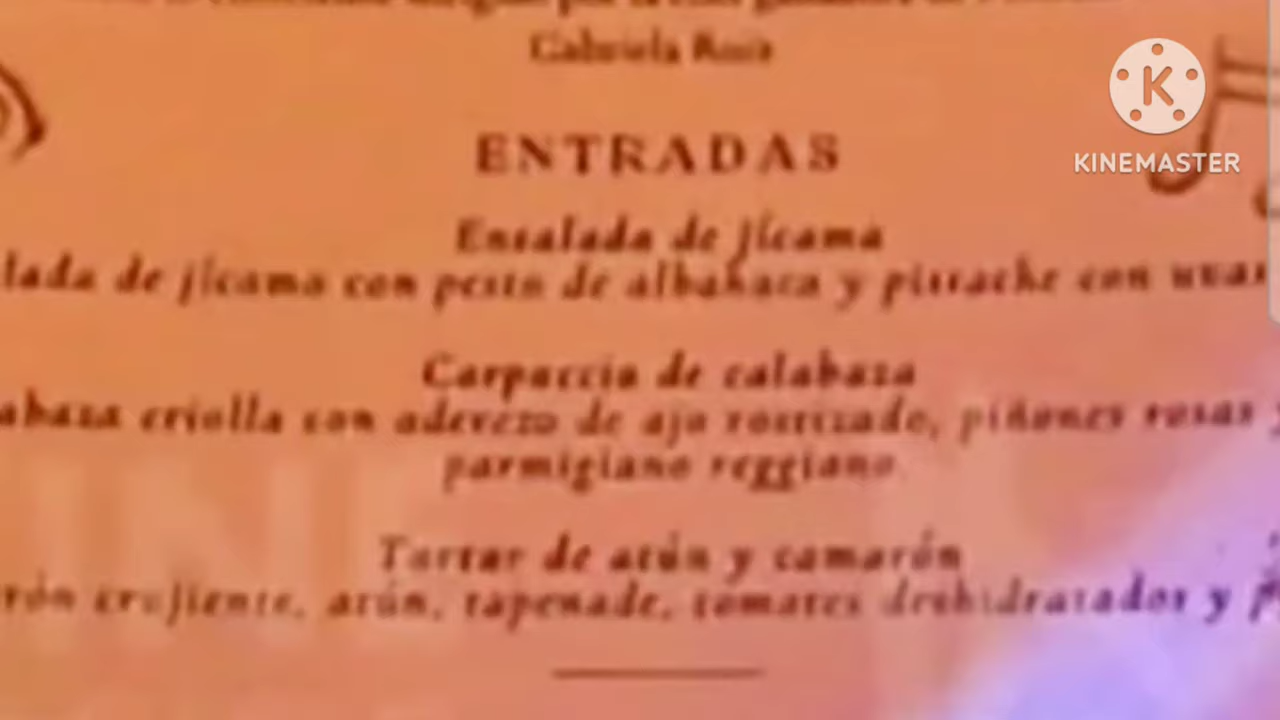 Gabriela Ruiz
ENTRADAS
Ensalada de jícama
lada de jícama con pesto de albahaca y pistache con uvas
Carpaccio de calabaza
abaza criolla con aderezo de ajo rostizado, piñones rosas y
parmigiano reggiano
Tartar de atún y camarón
rón crujiente, atún, tapenade, tomates deshidratados y
K
KINEMASTER